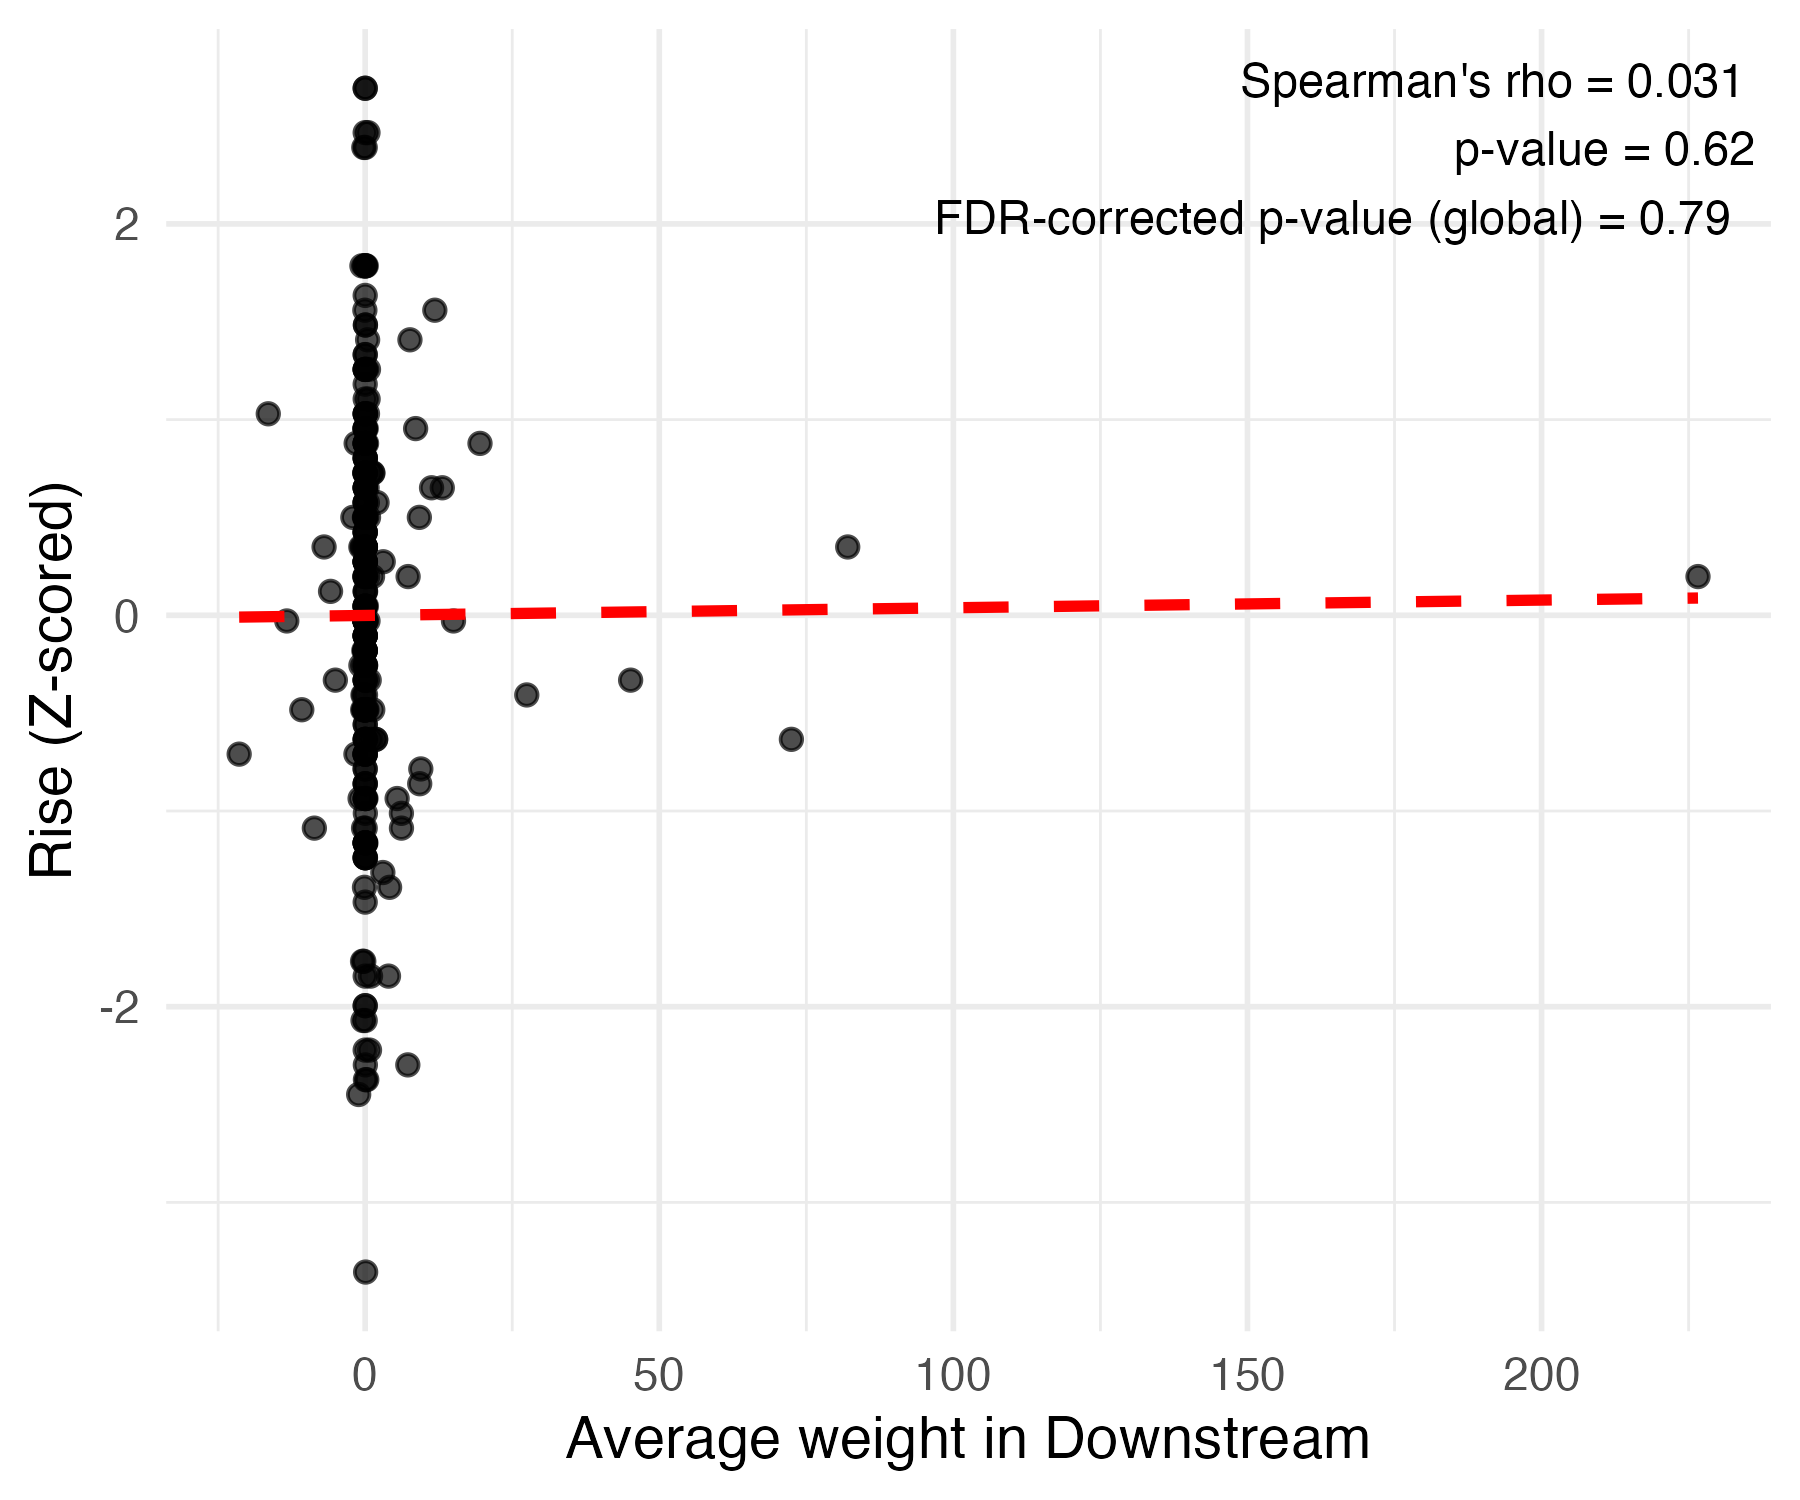 Spearman's rho = 0.031
p-value = 0.62
FDR-corrected p-value (global) = 0.79
2
0
-2
Rise (Z-scored)
0 50 100 150 200
Average weight in Downstream